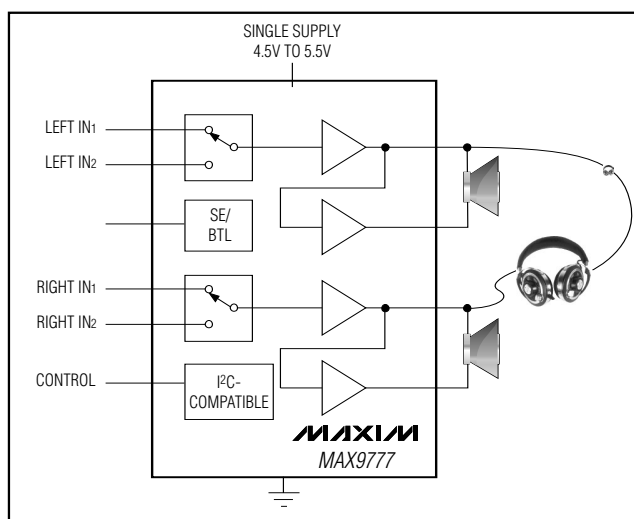 SINGLE SUPPLY
4.5V TO 5.5V
LEFT IN1
LEFT IN2
SE/
BTL
RIGHT IN1
RIGHT IN2
CONTROL
I²C-
COMPATIBLE
MAXIM
MAX9777